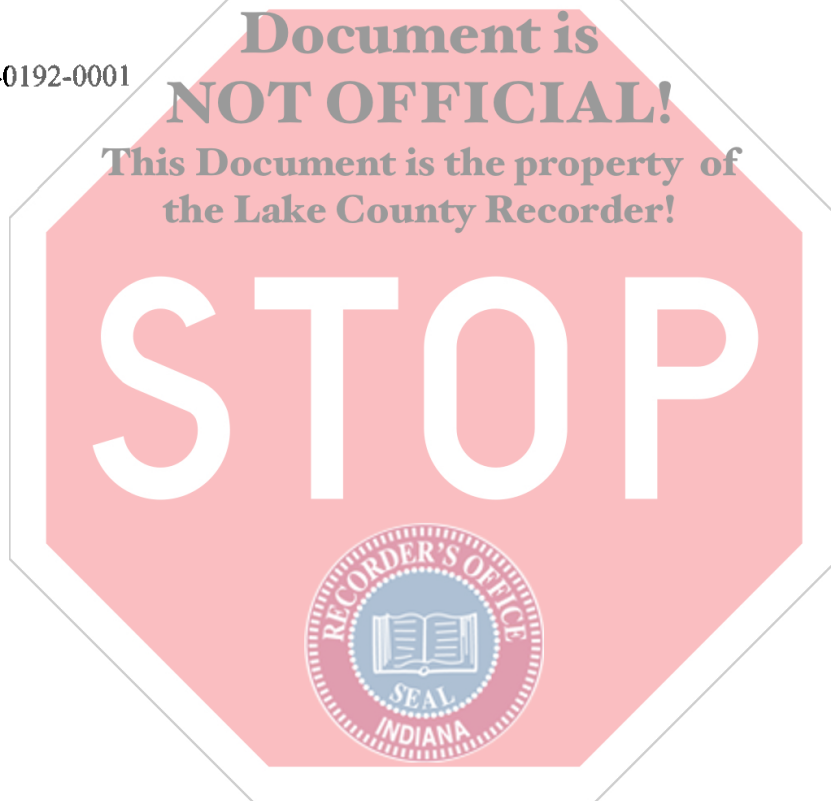 Document is
0192-0001
NOT OFFICIAL!
This Document is the property of
the Lake County Recorder!
STOP
RECORDER'S OFFICE
SEAL
INDIANA